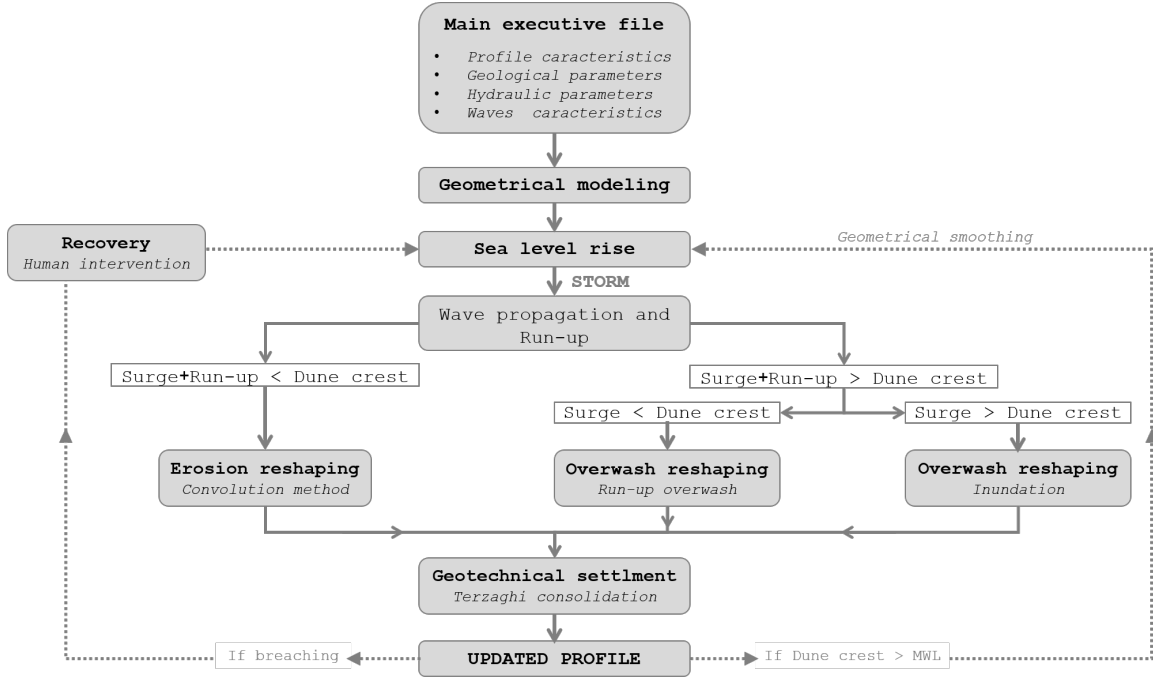 Main executive file
• Profile caracteristics
• Geological parameters
• Hydraulic parameters
• Waves caracteristics
Geometrical modeling
Recovery
Human intervention
Sea level rise
Geometrical smoothing
STORM
Wave propagation and
Run-up
Surge+Run-up < Dune crest
Surge+Run-up > Dune crest
Surge < Dune crest
Surge > Dune crest
Erosion reshaping
Convolution method
Overwash reshaping
Run-up overwash
Overwash reshaping
Inundation
Geotechnical settlment
Terzaghi consolidation
If breaching
UPDATED PROFILE
If Dune crest > MWL